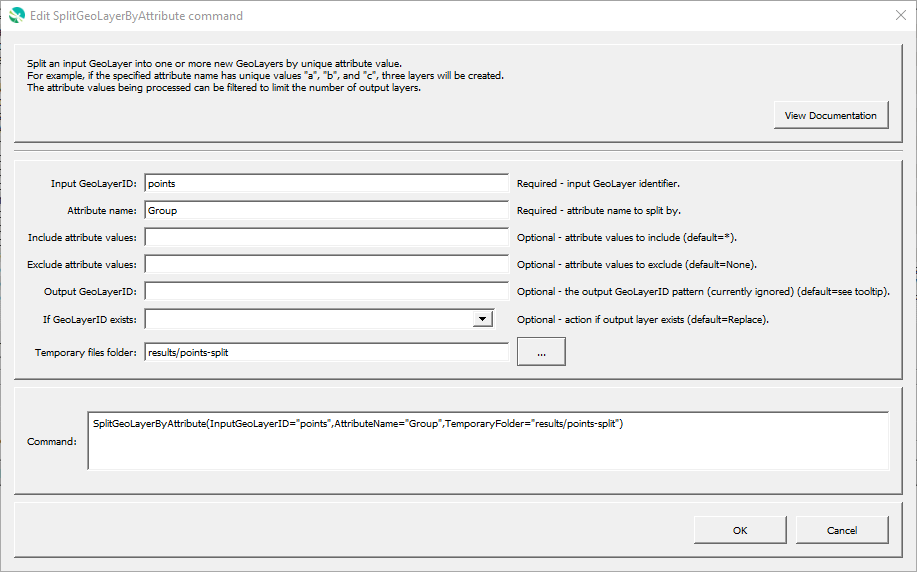 Edit SplitGeoLayerByAttribute command
Split an input GeoLayer into one or more new GeoLayers by unique attribute value.
For example, if the specified attribute name has unique values "a", "b", and "c", three layers will be created.
The attribute values being processed can be filtered to limit the number of output layers.
View Documentation
Input GeoLayerID: points Required - input GeoLayer identifier.
Attribute name: Group Required - attribute name to split by.
Include attribute values: Optional - attribute values to include (default=*).
Exclude attribute values: Optional - attribute values to exclude (default=None).
Output GeoLayerID: Optional - the output GeoLayerID pattern (currently ignored) (default=see tooltip).
If GeoLayerID exists: Optional - action if output layer exists (default=Replace).
Temporary files folder: results/points-split ...
Command: SplitGeoLayerByAttribute(InputGeoLayerID="points",AttributeName="Group",TemporaryFolder="results/points-split")
OK Cancel